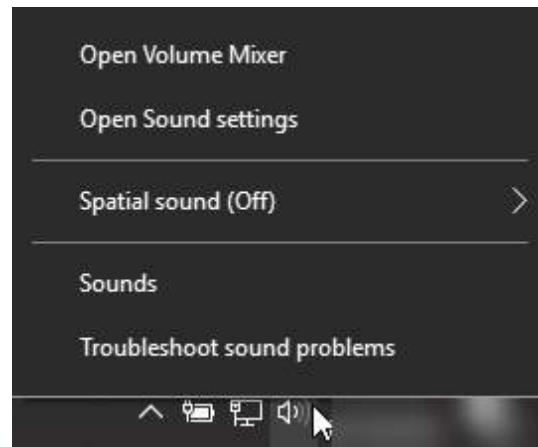 Open Volume Mixer
Open Sound settings
Spatial sound (Off)
Sounds
Troubleshoot sound problems